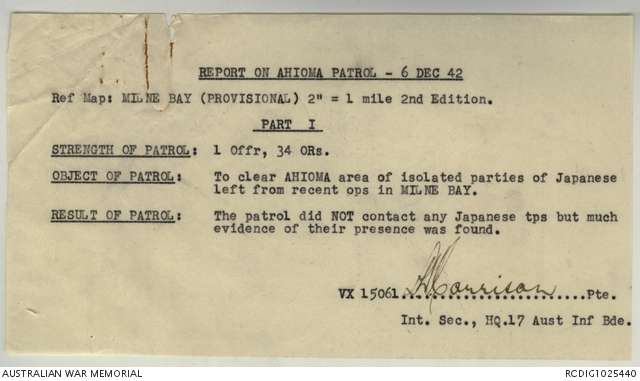 REPORT ON AHIOMA PATROL - 6 DEC 42
Ref Map: MILNE BAY (PROVISIONAL) 2" = 1 mile 2nd Edition.
PART I
STRENGTH OF PATROL: 1 Offr, 34 ORs.
OBJECT OF PATROL: To clear AHIOMA area of isolated parties of Japanese
left from recent ops in MILNE BAY.
RESULT OF PATROL: The patrol did NOT contact any Japanese tps but much
evidence of their presence was found.
VX 15061..........................Pte.
Int. Sec., HQ.17 Aust Inf Bde.
AUSTRALIAN WAR MEMORIAL
RCDIG1025440